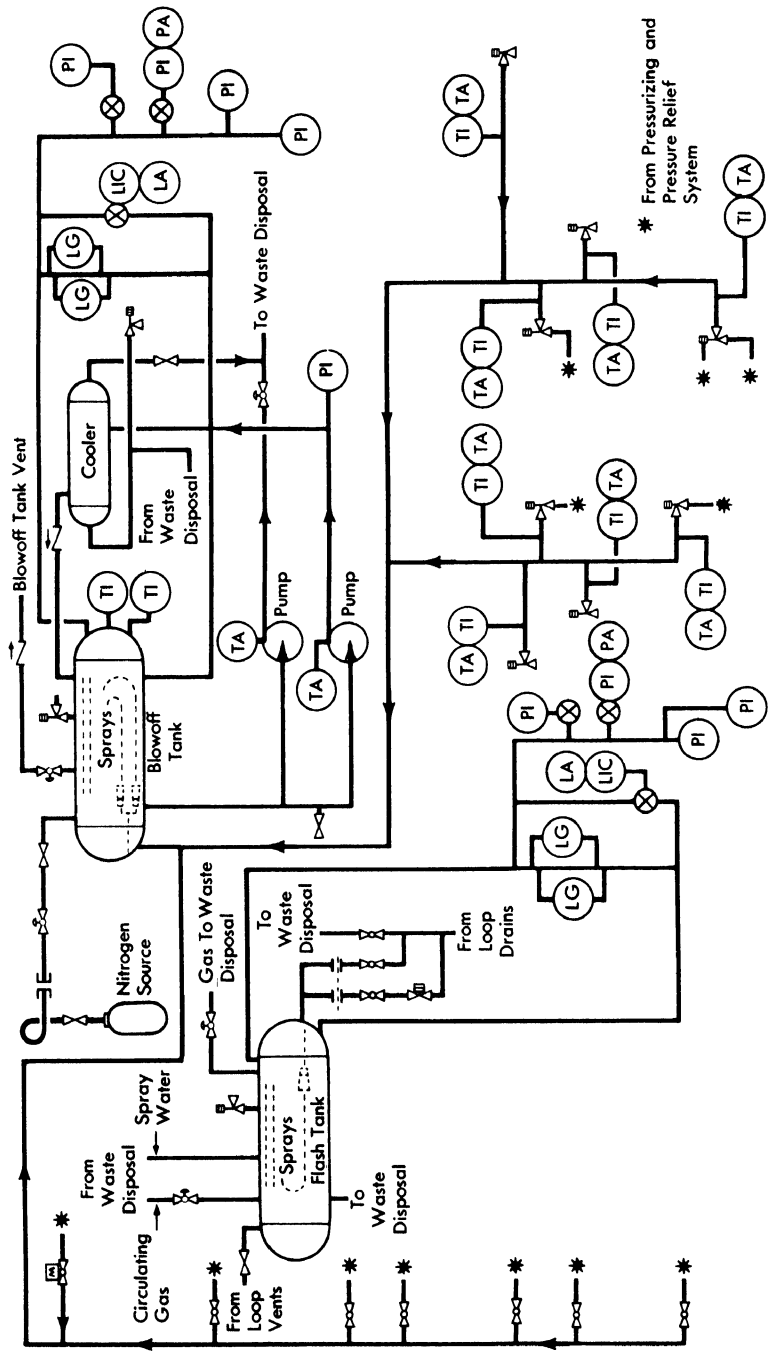 PI
PI
PA
PI
PI
LIC
LA
LG
LG
To Waste Disposal
Cooler
From
Waste
Disposal
PI
Blowoff Tank Vent
TI
TI
Sprays
Blowoff
Tank
TA
Pump
TA
Pump
Nitrogen
Source
Gas To Waste
Disposal
To
Waste
Disposal
From
Loop
Drains
Spray
Water
From
Waste
Disposal
Circulating
Gas
Sprays
Flash Tank
To
Waste
Disposal
From
Loop
Vents
M
LG
LG
LA
LIC
PI
PI
PA
PI
PI
TA
TI
TI
TA
TI
TA
TA
TI
TA
TI
TA
TI
TI
TA
TI
TA
✷ From Pressurizing and
Pressure Relief
System